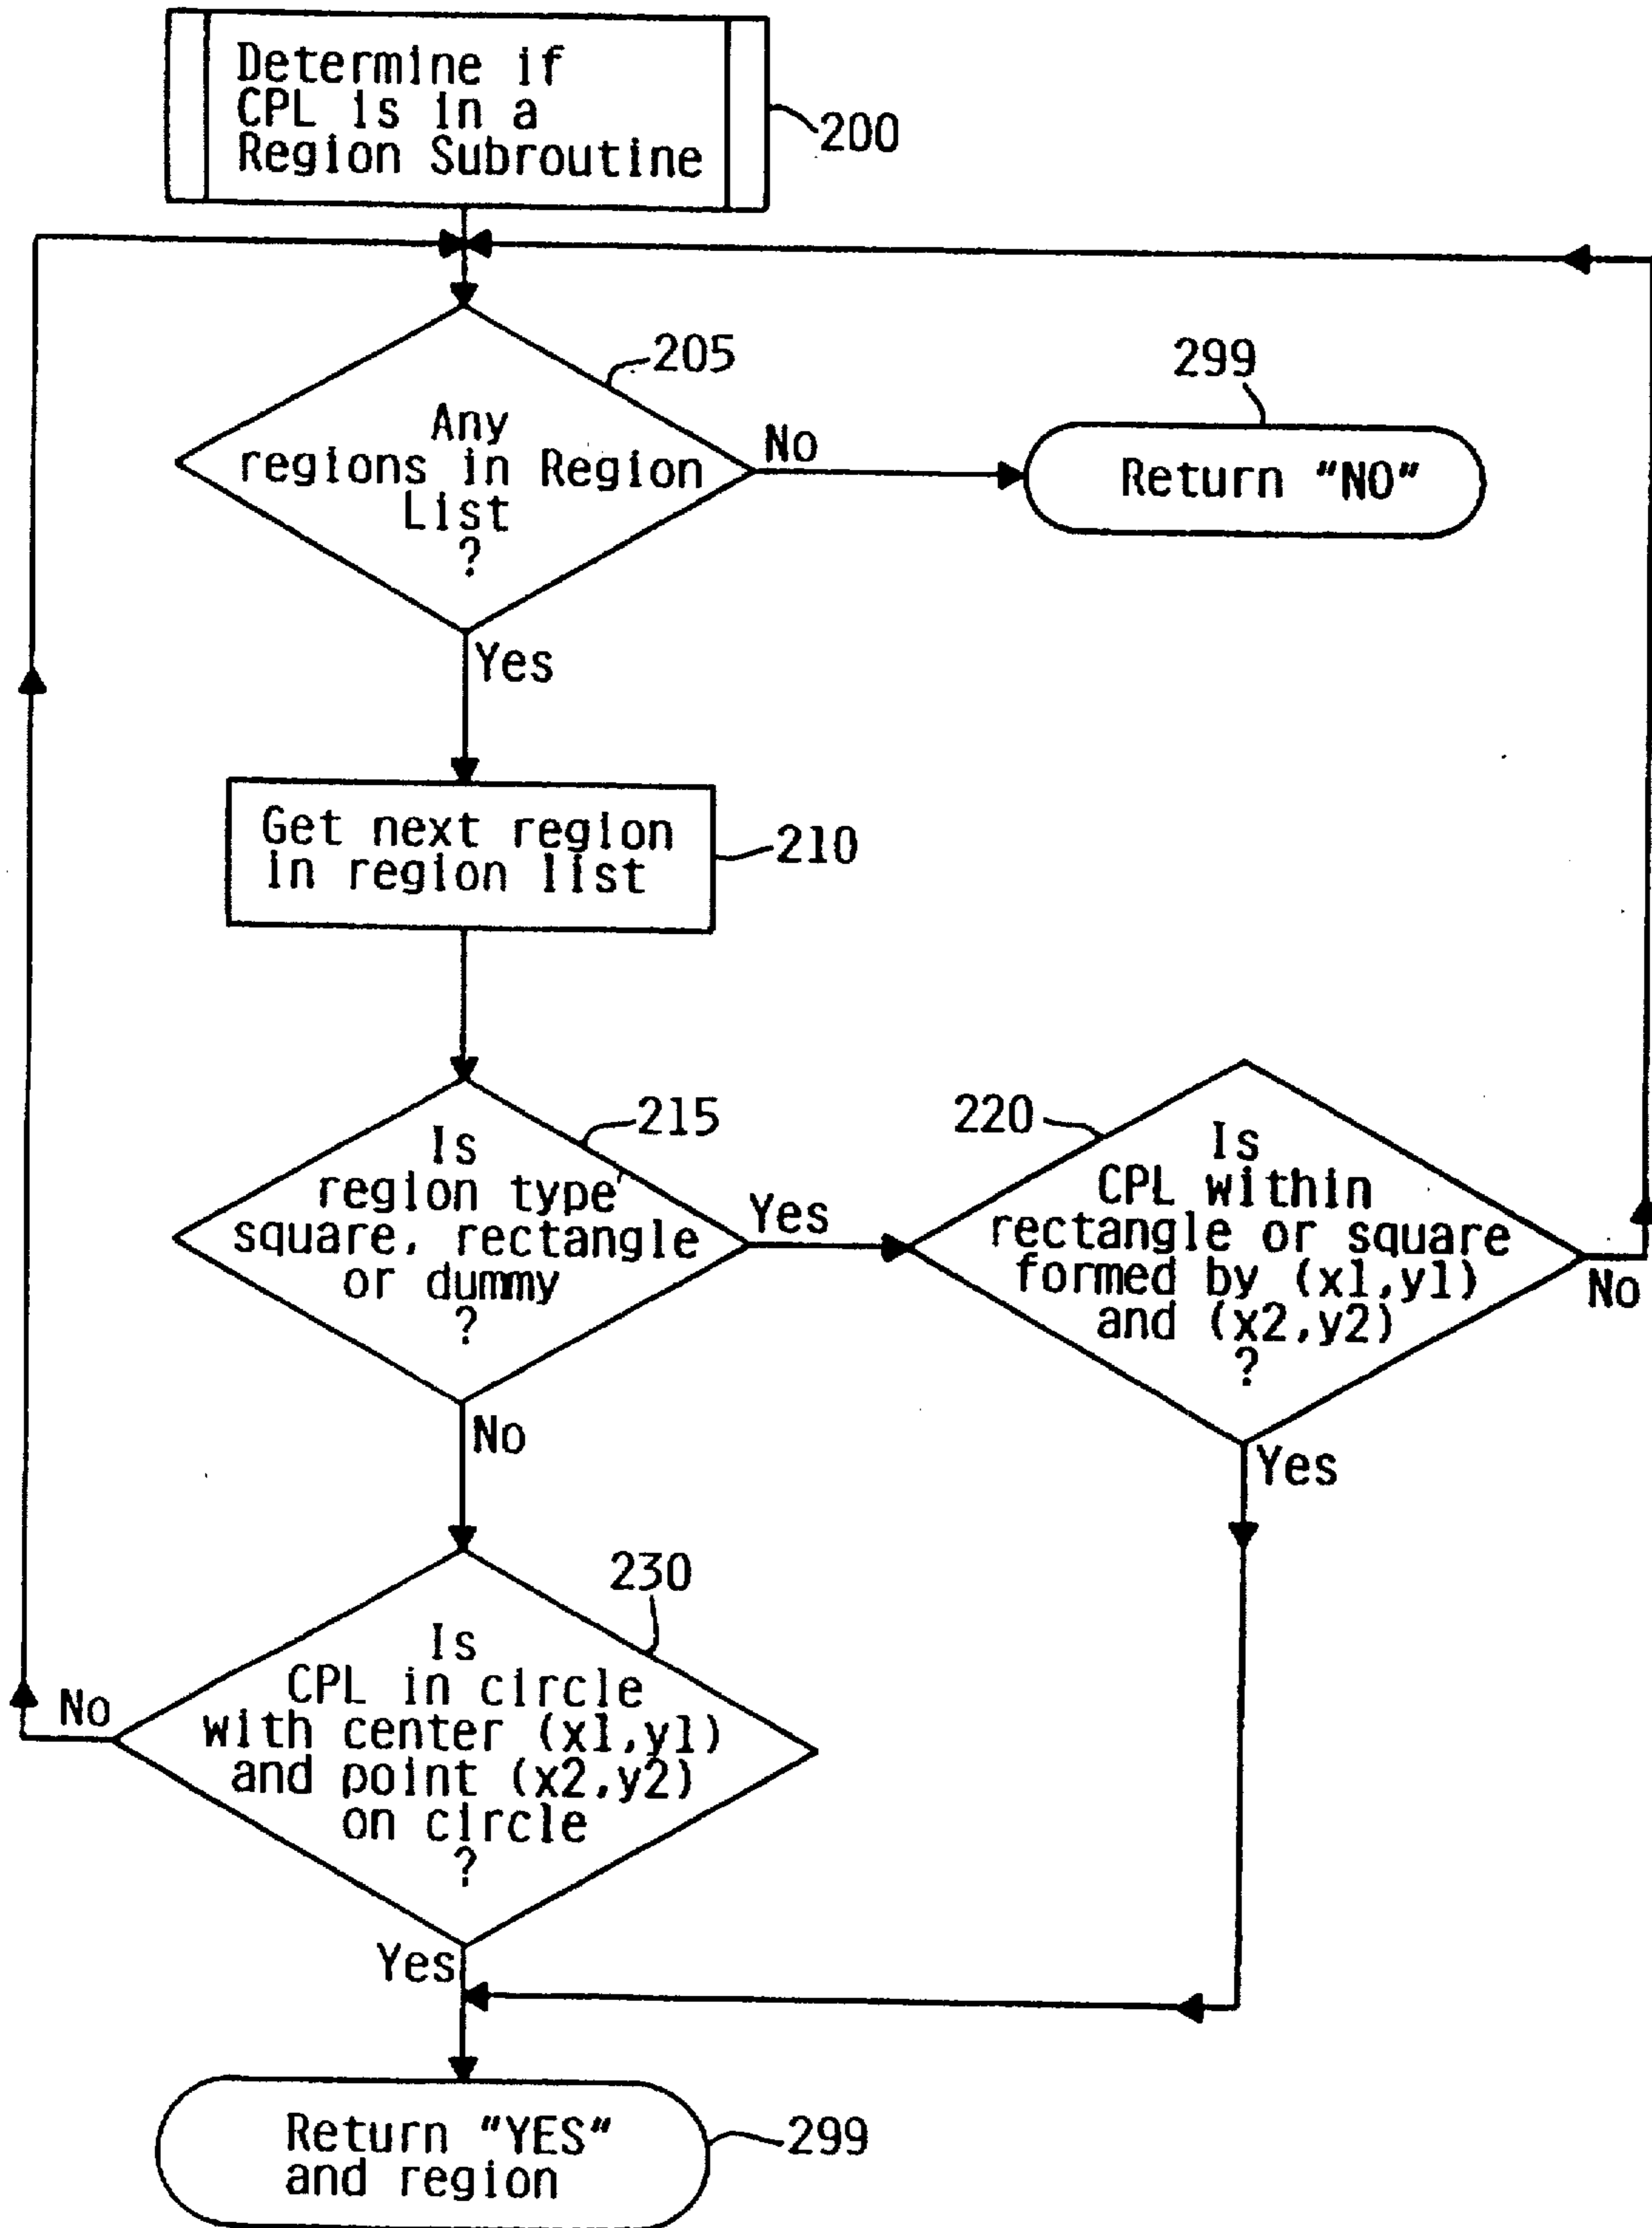 Determine if
CPL is in a
Region Subroutine
200
205
Any
regions in Region
List
?
No
299
Return "NO"
Yes
Get next region
in region list
210
215
Is
region type
square, rectangle
or dummy
?
Yes
220
Is
CPL within
rectangle or square
formed by (x1,y1)
and (x2,y2)
?
No
No
Yes
230
Is
CPL in circle
with center (x1,y1)
and point (x2,y2)
on circle
?
No
Yes
Return "YES"
and region
299